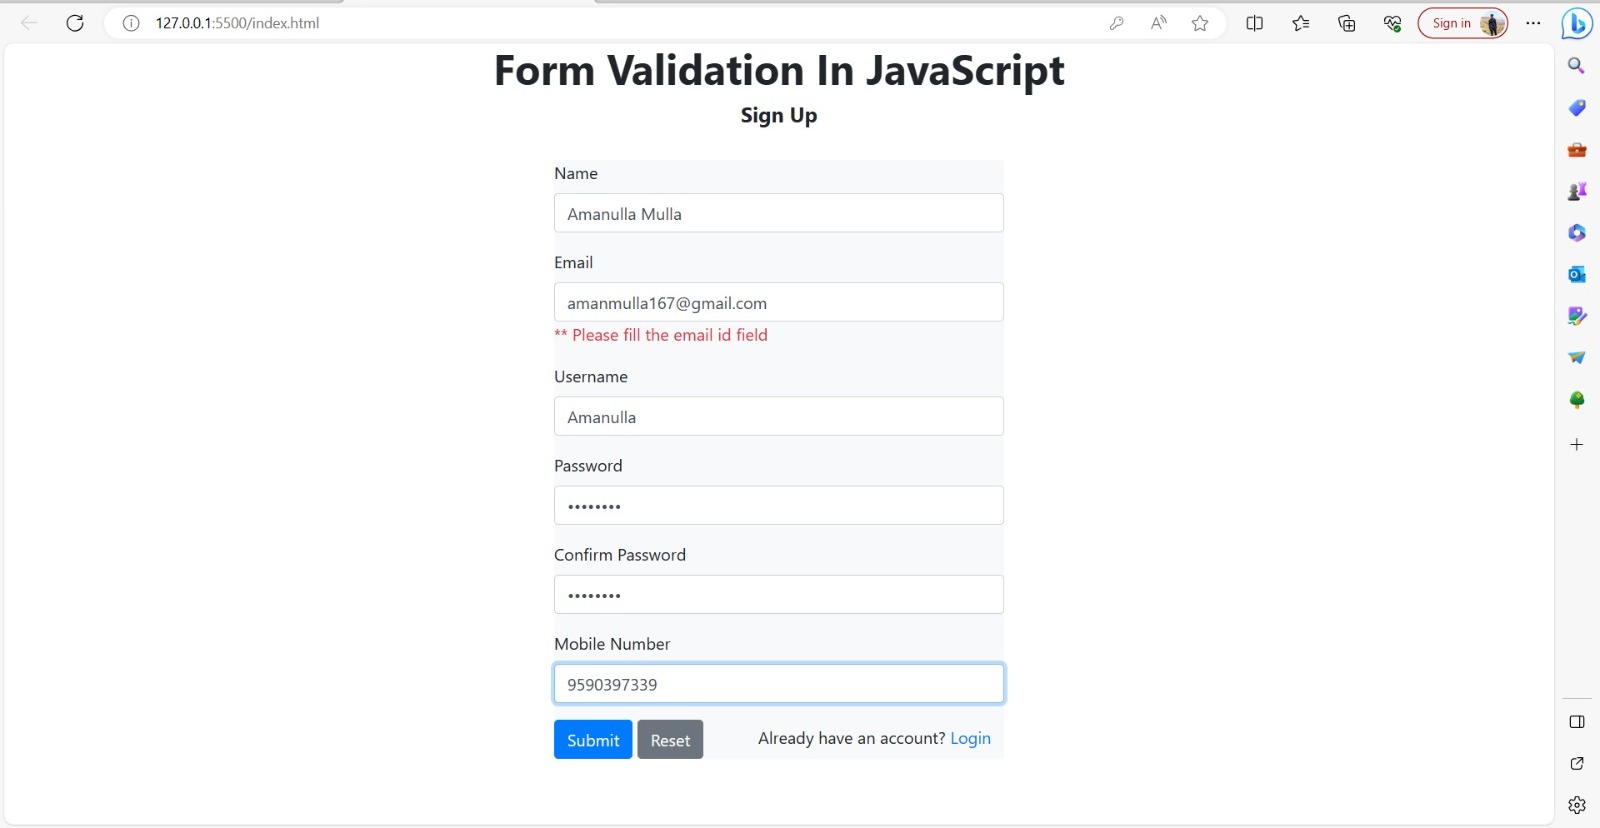 127.0.0.1:5500/index.html
Sign in
Form Validation In JavaScript
Sign Up
Name
Amanulla Mulla
Email
amanmulla167@gmail.com
** Please fill the email id field
Username
Amanulla
Password
••••••••
Confirm Password
••••••••
Mobile Number
9590397339
Submit Reset Already have an account? Login